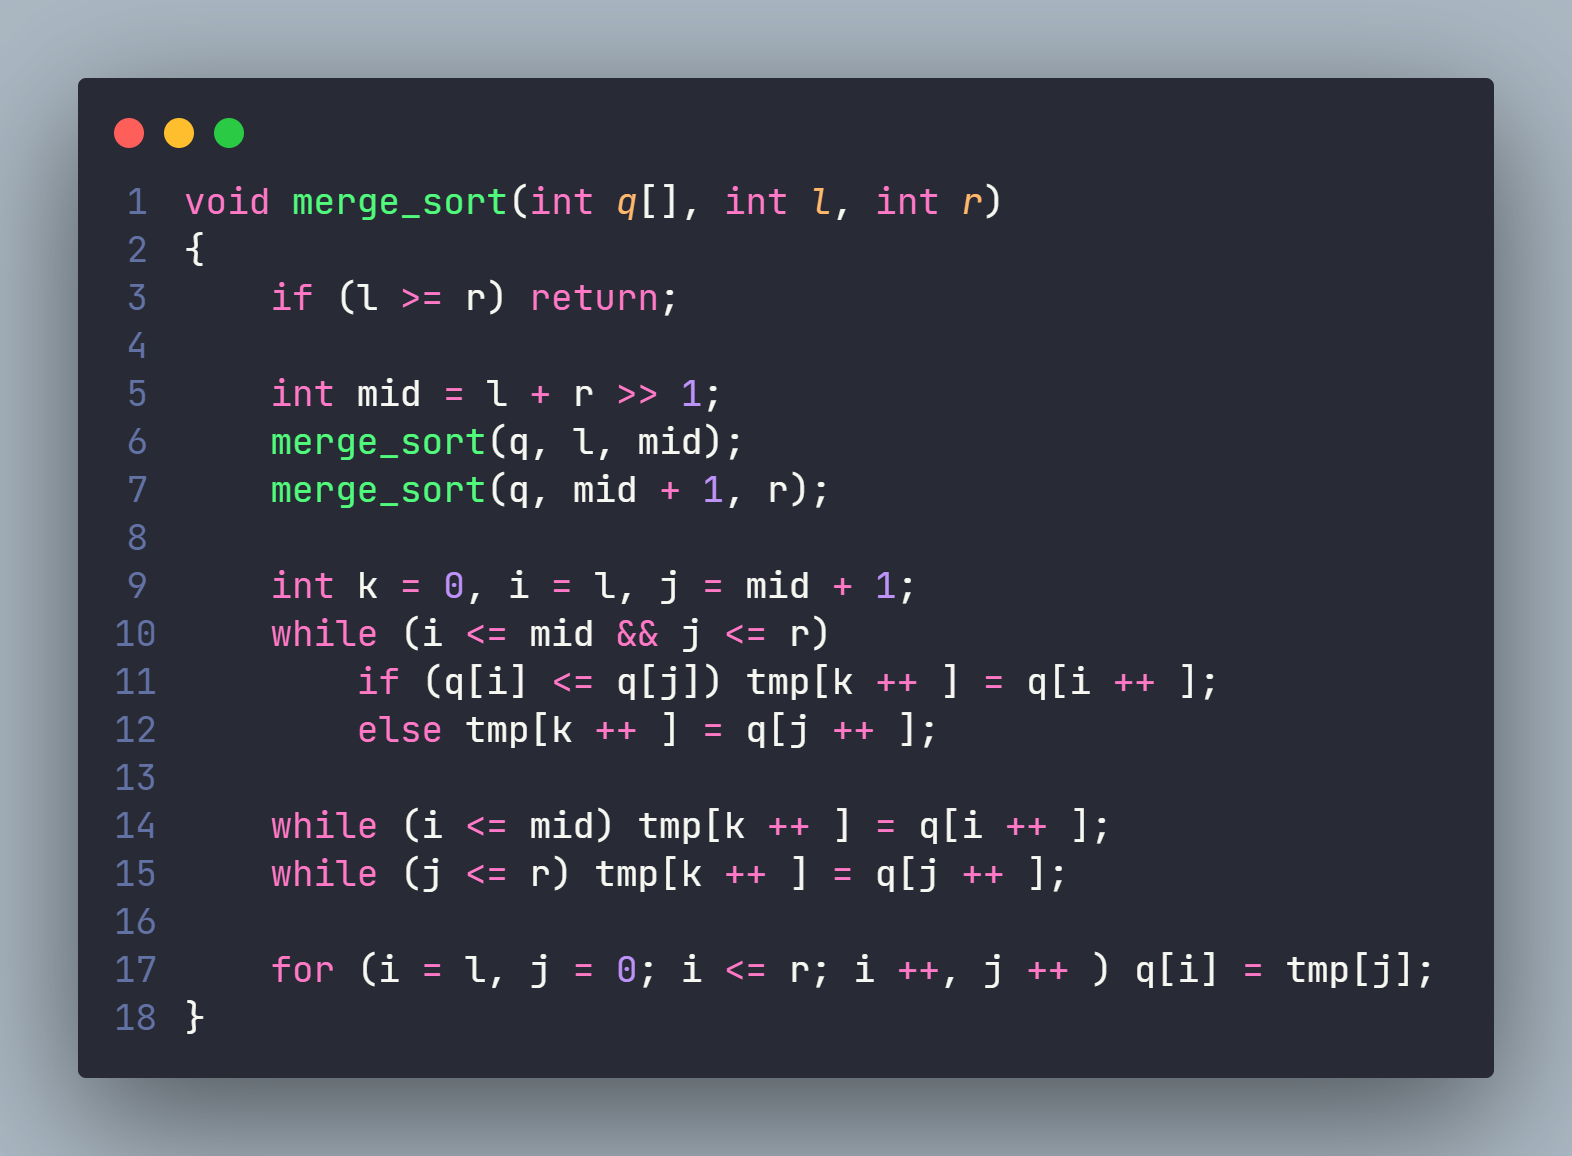 1 void merge_sort(int q[], int l, int r)
2 {
3     if (l >= r) return;
4
5     int mid = l + r >> 1;
6     merge_sort(q, l, mid);
7     merge_sort(q, mid + 1, r);
8
9     int k = 0, i = l, j = mid + 1;
10     while (i <= mid && j <= r)
11         if (q[i] <= q[j]) tmp[k ++ ] = q[i ++ ];
12         else tmp[k ++ ] = q[j ++ ];
13
14     while (i <= mid) tmp[k ++ ] = q[i ++ ];
15     while (j <= r) tmp[k ++ ] = q[j ++ ];
16
17     for (i = l, j = 0; i <= r; i ++, j ++ ) q[i] = tmp[j];
18 }